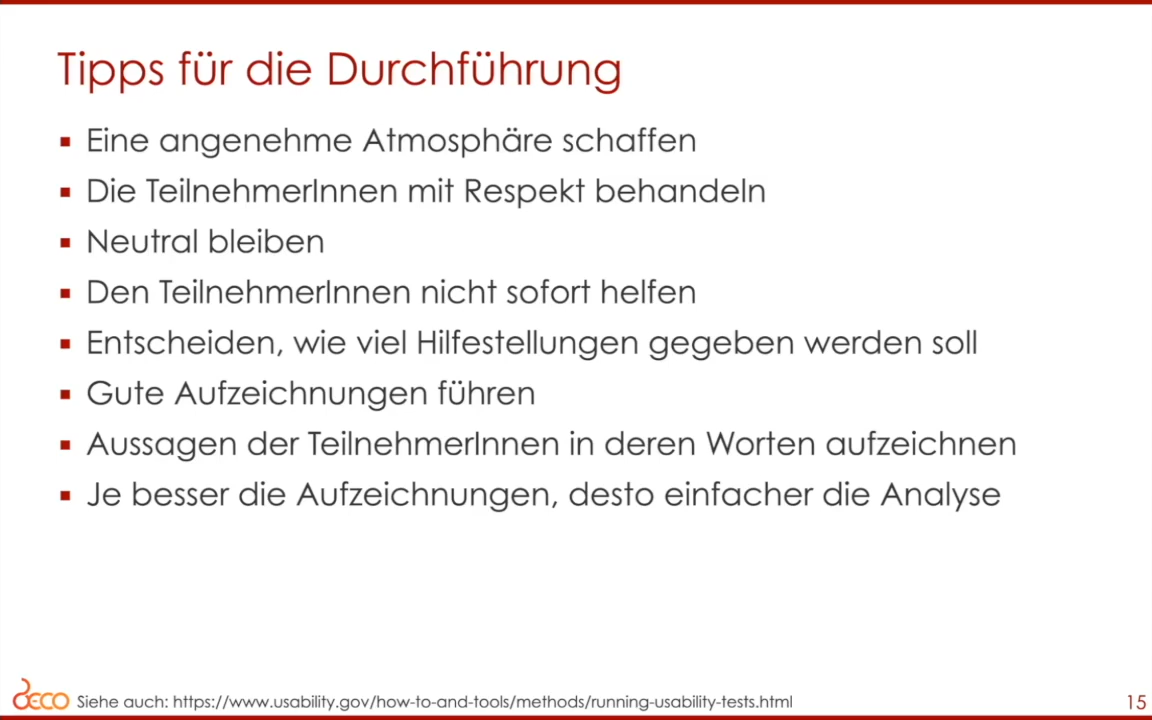 Tipps für die Durchführung
Eine angenehme Atmosphäre schaffen
Die TeilnehmerInnen mit Respekt behandeln
Neutral bleiben
Den TeilnehmerInnen nicht sofort helfen
Entscheiden, wie viel Hilfestellungen gegeben werden soll
Gute Aufzeichnungen führen
Aussagen der TeilnehmerInnen in deren Worten aufzeichnen
Je besser die Aufzeichnungen, desto einfacher die Analyse
DECO Siehe auch: https://www.usability.gov/how-to-and-tools/methods/running-usability-tests.html
15